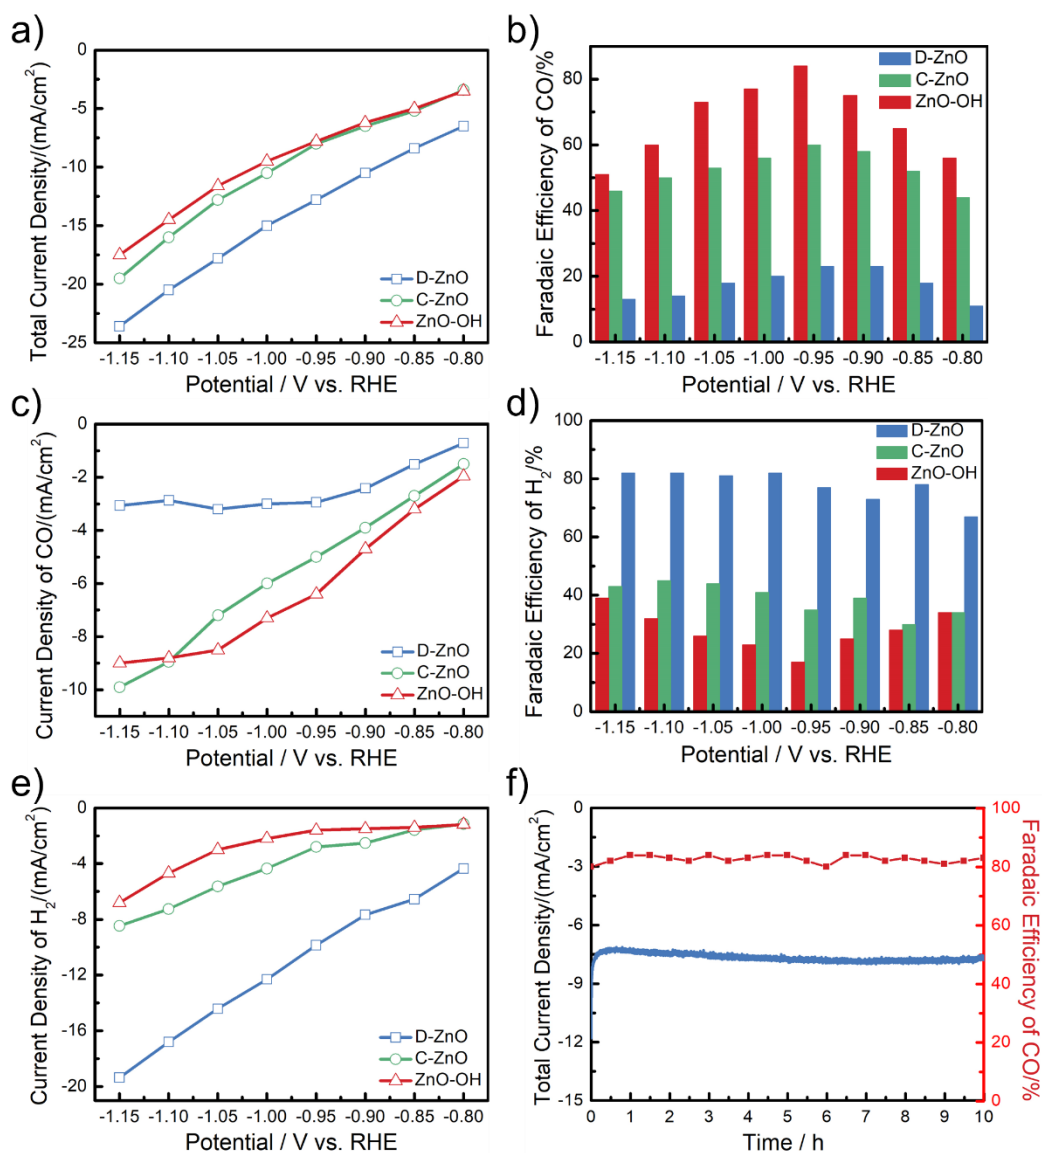 a)
Total Current Density/(mA/cm²)
0
-5
-10
-15
-20
-25
D-ZnO
C-ZnO
ZnO-OH
-1.15 -1.10 -1.05 -1.00 -0.95 -0.90 -0.85 -0.80
Potential / V vs. RHE
b)
Faradaic Efficiency of CO/%
80
60
40
20
0
D-ZnO
C-ZnO
ZnO-OH
-1.15 -1.10 -1.05 -1.00 -0.95 -0.90 -0.85 -0.80
Potential / V vs. RHE
c)
Current Density of CO/(mA/cm²)
0
-2
-4
-6
-8
-10
D-ZnO
C-ZnO
ZnO-OH
-1.15 -1.10 -1.05 -1.00 -0.95 -0.90 -0.85 -0.80
Potential / V vs. RHE
d)
Faradaic Efficiency of H₂/%
100
80
60
40
20
0
D-ZnO
C-ZnO
ZnO-OH
-1.15 -1.10 -1.05 -1.00 -0.95 -0.90 -0.85 -0.80
Potential / V vs. RHE
e)
Current Density of H₂/(mA/cm²)
0
-4
-8
-12
-16
-20
D-ZnO
C-ZnO
ZnO-OH
-1.15 -1.10 -1.05 -1.00 -0.95 -0.90 -0.85 -0.80
Potential / V vs. RHE
f)
Total Current Density/(mA/cm²)
0
-3
-6
-9
-12
-15
0 1 2 3 4 5 6 7 8 9 10
Time / h
100
80
60
40
20
0
Faradaic Efficiency of CO/%